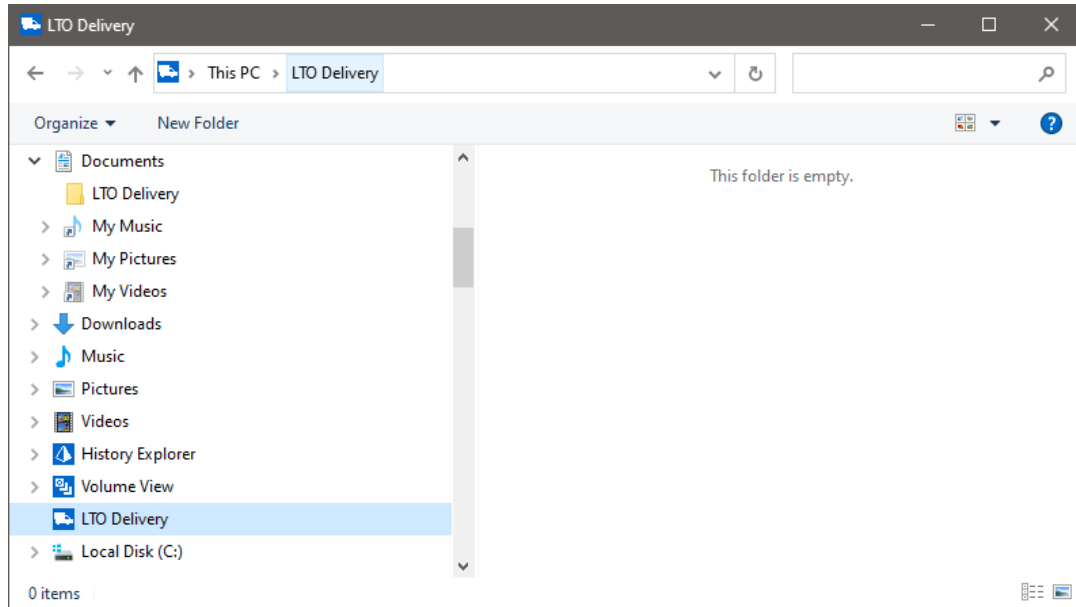 LTO Delivery
This PC > LTO Delivery
Organize New Folder
?
Documents
LTO Delivery
My Music
My Pictures
My Videos
Downloads
Music
Pictures
Videos
History Explorer
Volume View
LTO Delivery
Local Disk (C:)
This folder is empty.
0 items